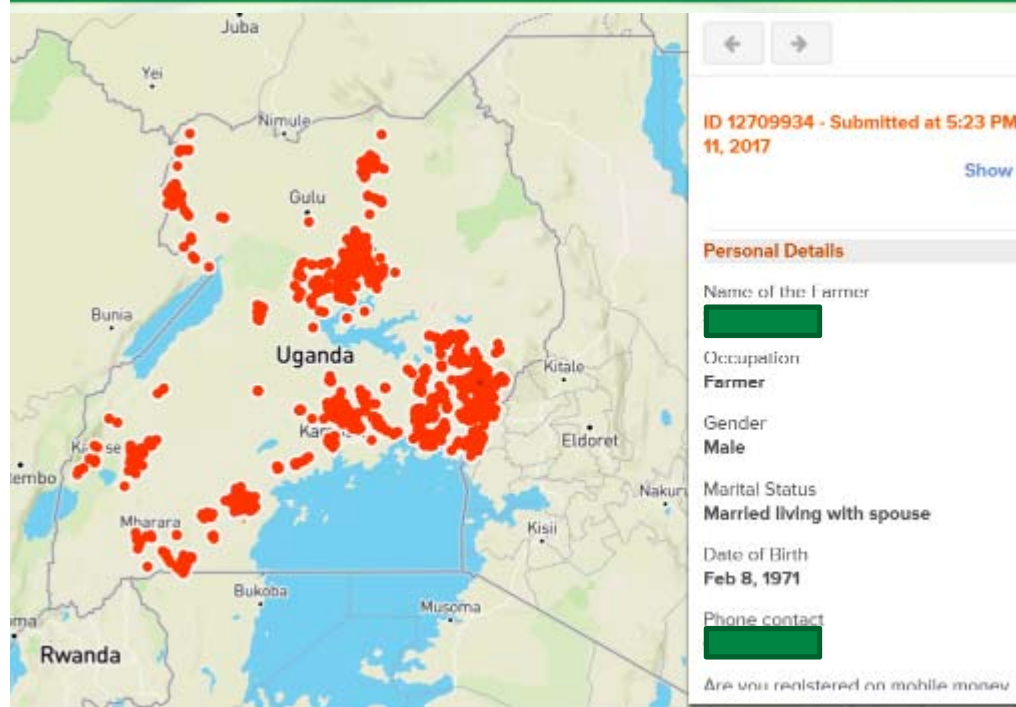 Juba
Yei
Nimule
Gulu
Bunia
Uganda
Kitale
Eldoret
Nakuru
Kisii
Mbarara
Bukoba
Musoma
Rwanda
ID 12709934 - Submitted at 5:23 PM
11, 2017
Show
Personal Details
Name of the Farmer
Occupation
Farmer
Gender
Male
Marital Status
Married living with spouse
Date of Birth
Feb 8, 1971
Phone contact
Are you registered on mobile money